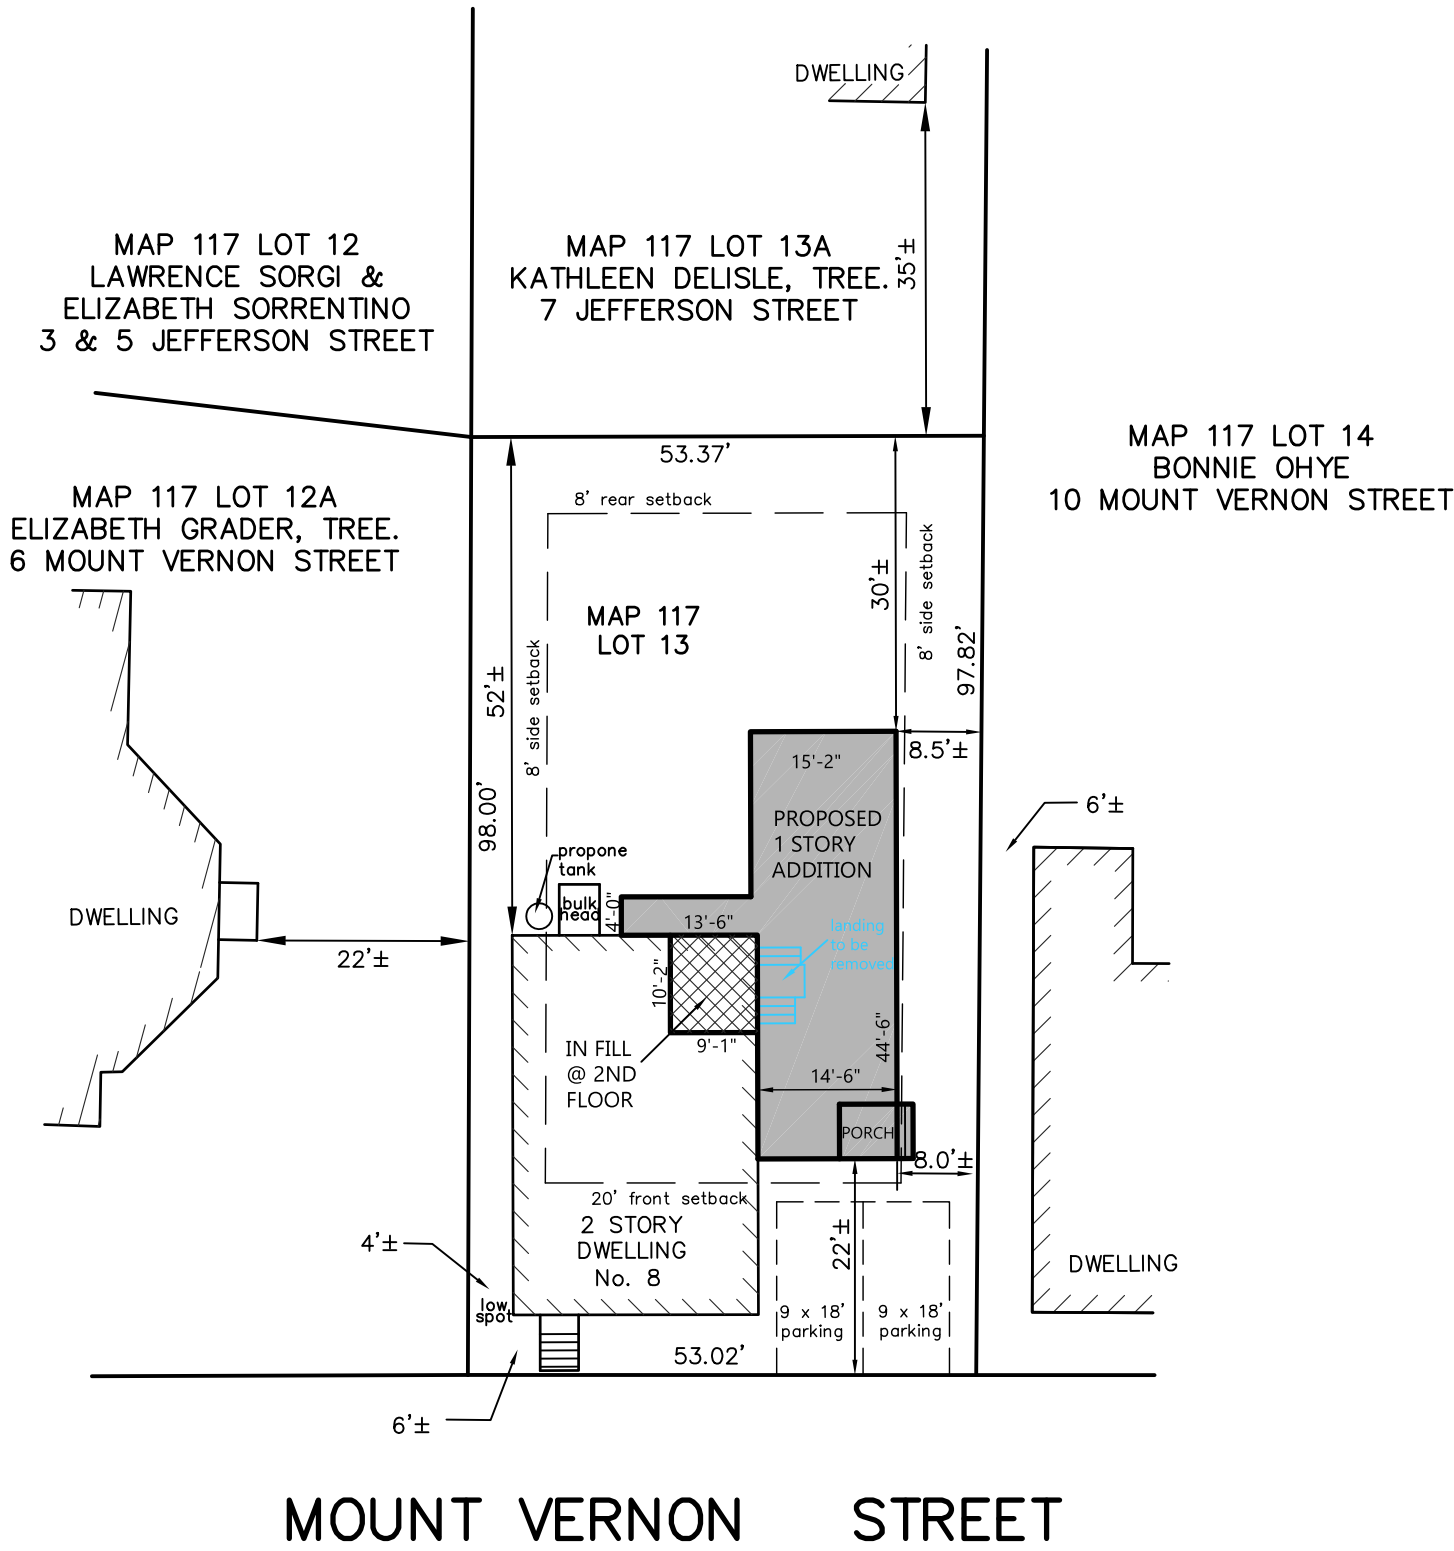 DWELLING
MAP 117 LOT 12
LAWRENCE SORGI &
ELIZABETH SORRENTINO
3 & 5 JEFFERSON STREET
MAP 117 LOT 13A
KATHLEEN DELISLE, TREE.
7 JEFFERSON STREET
35'±
53.37'
MAP 117 LOT 14
BONNIE OHYE
10 MOUNT VERNON STREET
MAP 117 LOT 12A
ELIZABETH GRADER, TREE.
6 MOUNT VERNON STREET
8' rear setback
8' side setback
30'±
MAP 117
LOT 13
97.82'
52'±
8' side setback
98.00'
8.5'±
15'-2"
PROPOSED
1 STORY
ADDITION
6'±
propone
tank
bulk
head
4'-0"
13'-6"
landing
to be
removed
DWELLING
22'±
10'-2"
9'-1"
IN FILL
@ 2ND
FLOOR
44'-6"
14'-6"
PORCH
8.0'±
20' front setback
2 STORY
DWELLING
No. 8
22'±
4'±
low
spot
9 x 18'
parking
9 x 18'
parking
DWELLING
53.02'
6'±
MOUNT VERNON STREET